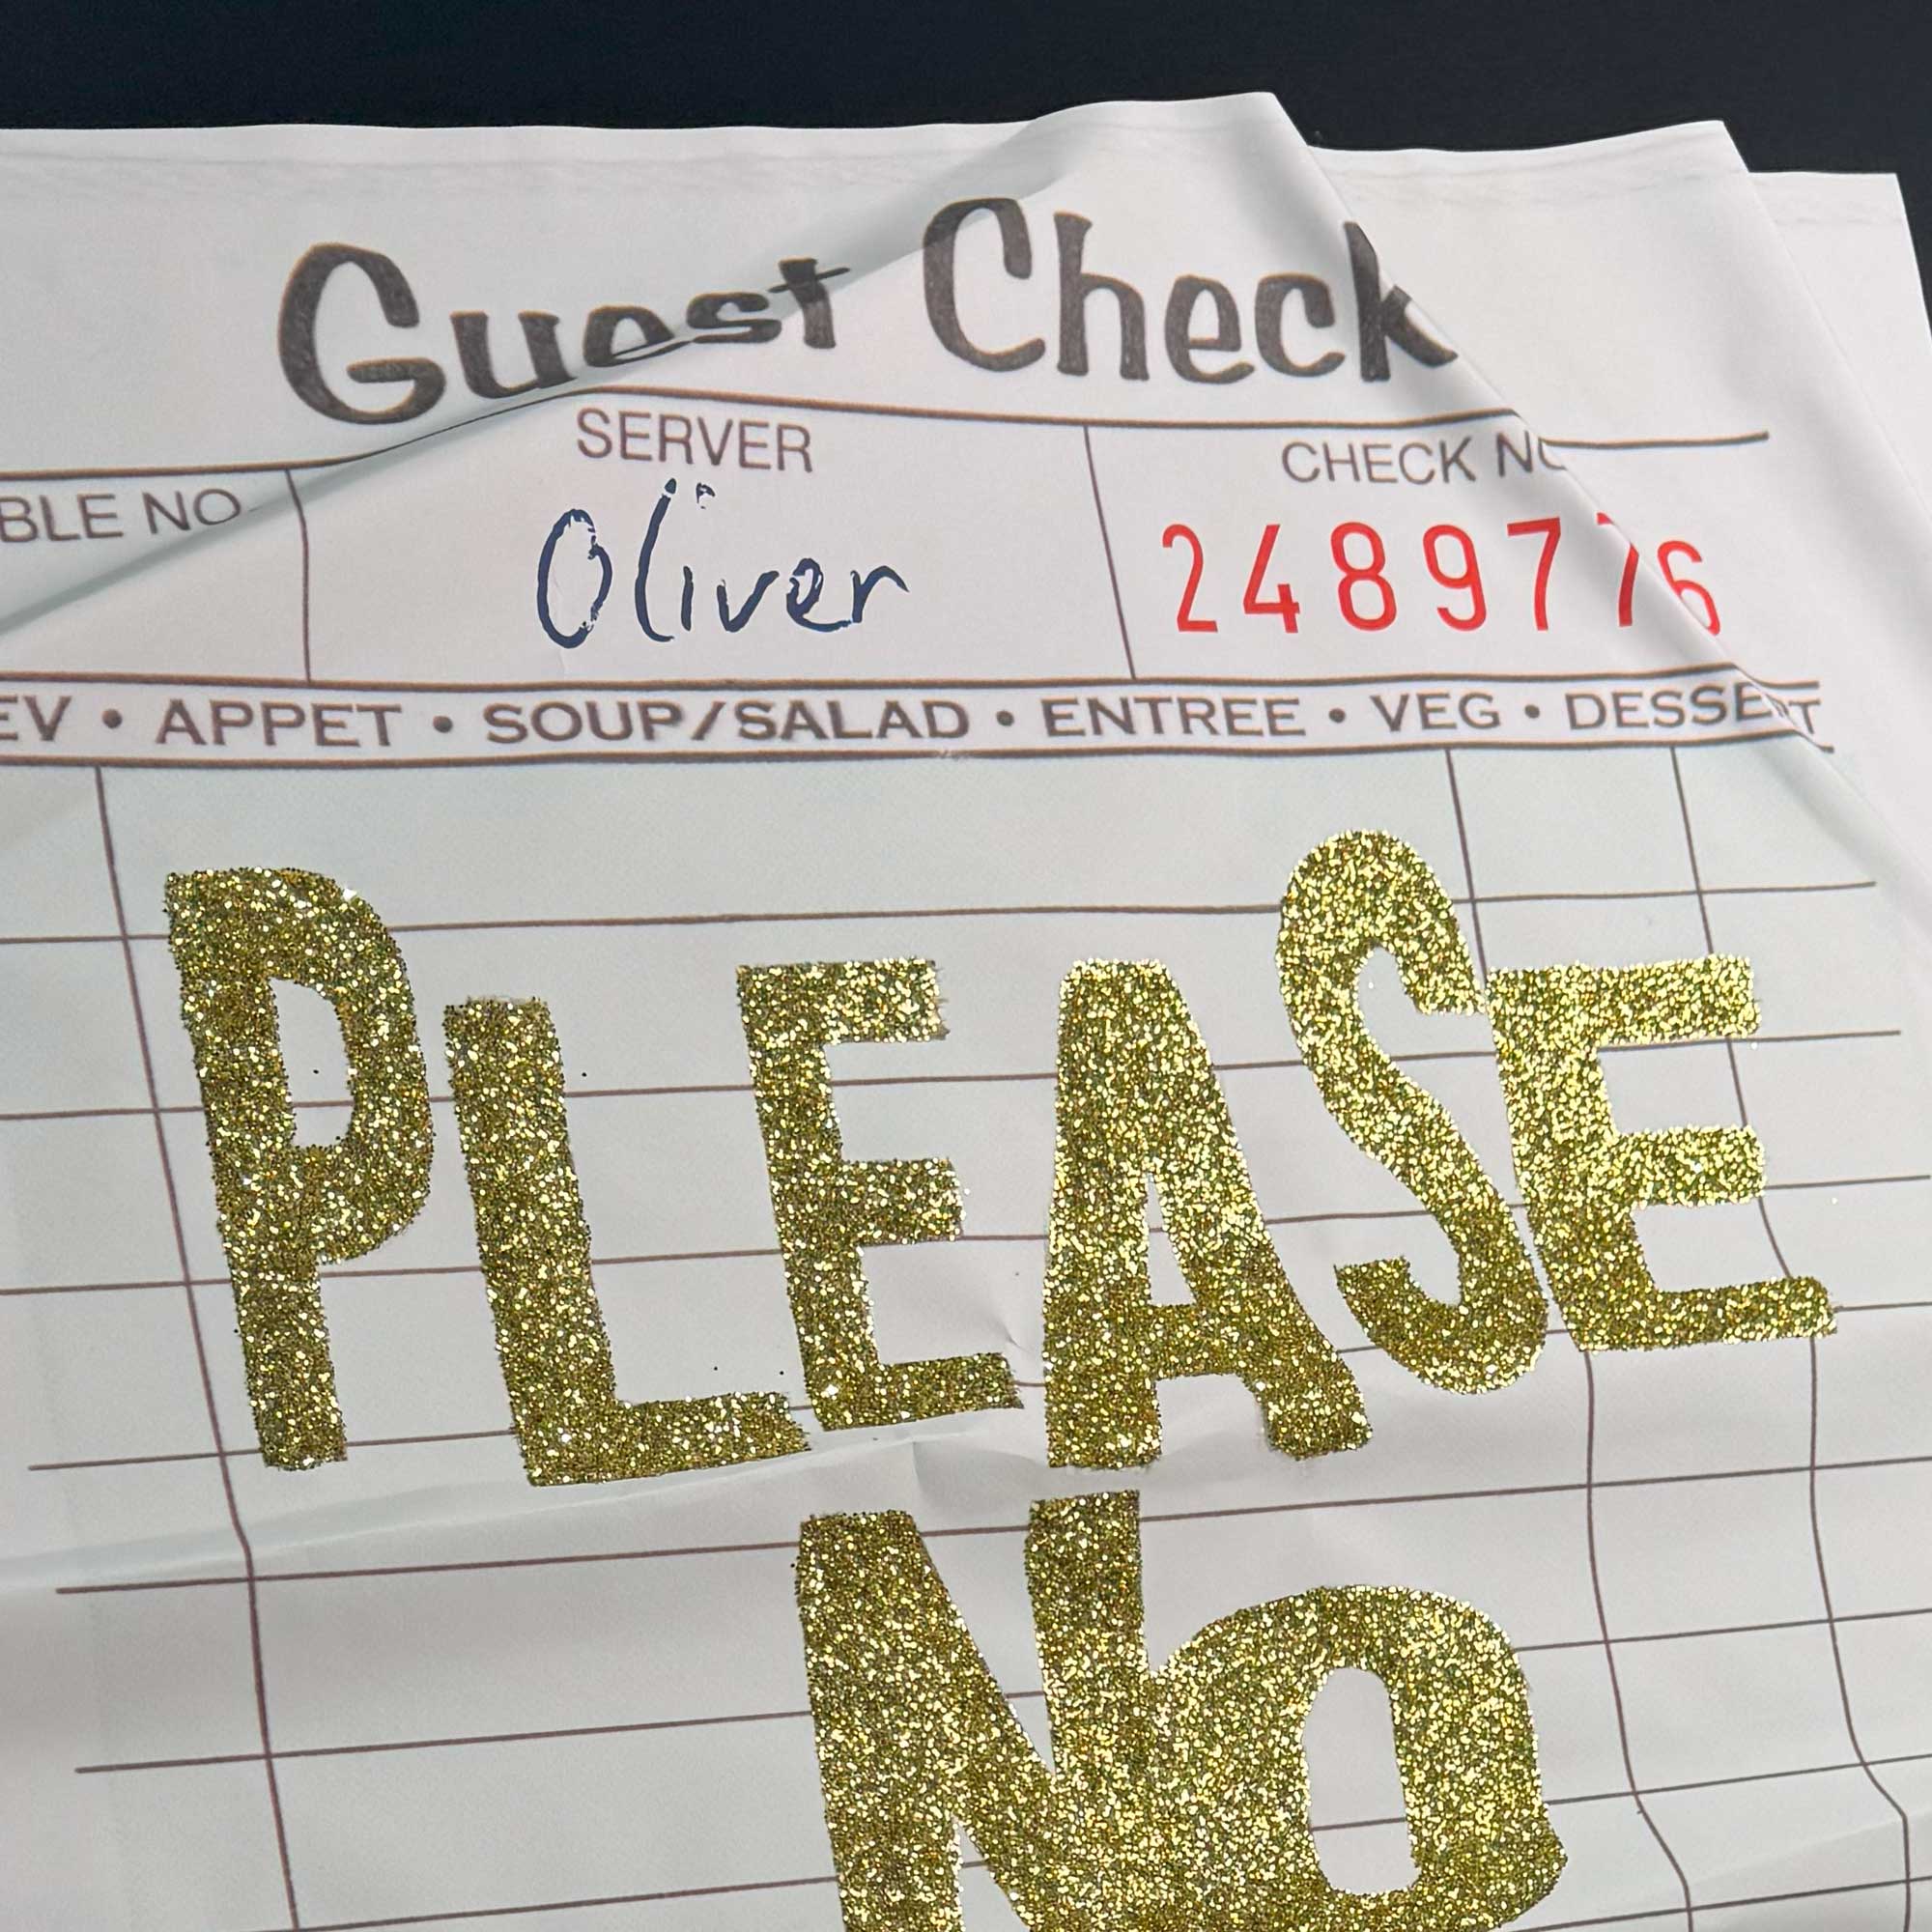 Guest Check
SERVER
CHECK NO
BLE NO
Oliver
2489776
EV • APPET • SOUP/SALAD • ENTREE • VEG • DESSERT
PLEASE
No